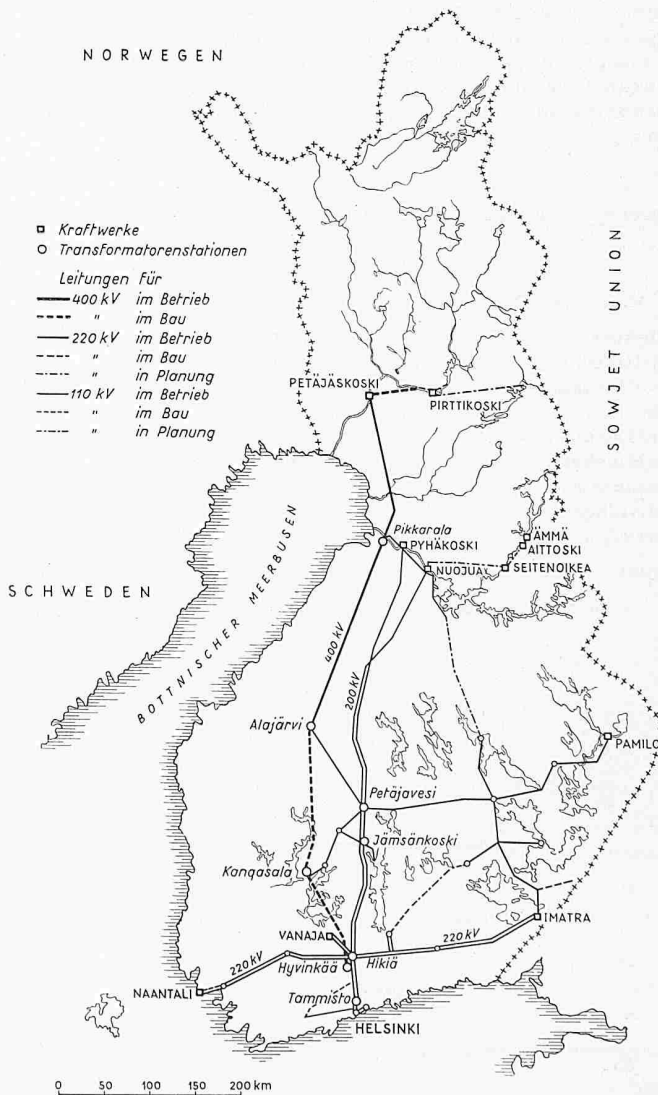 NORWEGEN
Kraftwerke
Transformatorenstationen
Leitungen für
400 kV im Betrieb
" im Bau
220 kV im Betrieb
" im Bau
" in Planung
110 kV im Betrieb
" im Bau
" in Planung
SOWJET UNION
PETÄJÄSKOSKI
PIRTTIKOSKI
Pikkarala
PYHÄKOSKI
ÄMMÄ
AITTOSKI
NUOJUA
SEITENOIKEA
SCHWEDEN
BOTTNISCHER MEERBUSEN
400 kV
200 kV
Alajärvi
PAMILO
Petäjavesi
Jämsänkoski
Kanqasala
VANAJA
IMATRA
220 kV
220 kV
Hyvinkää
Hikiä
NAANTALI
Tammisto
HELSINKI
0 50 100 150 200 km